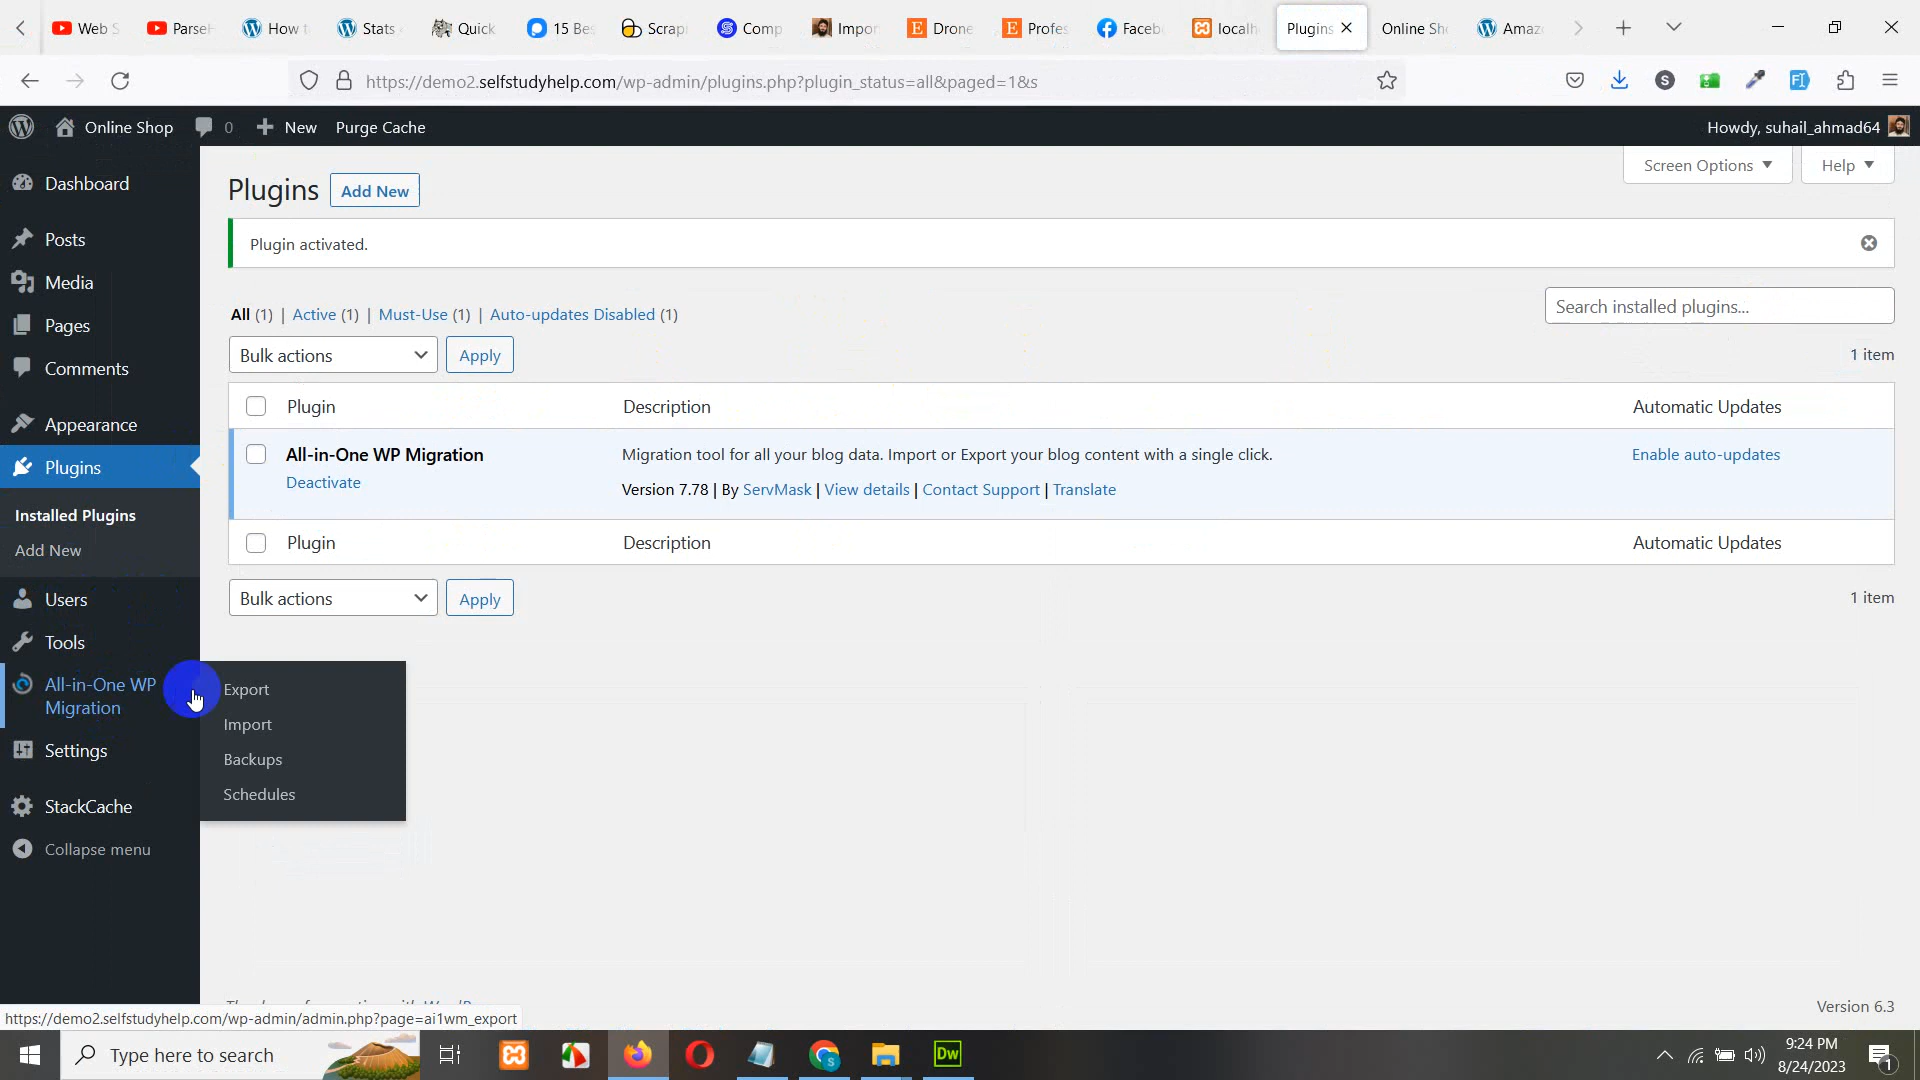 Web S
Parsel
How t
Stats
Quick
15 Bes
Scrap
Comp
Impor
Drone
Profes
Faceb
localh
Plugins
Online Sho
Amaz
https://demo2.selfstudyhelp.com/wp-admin/plugins.php?plugin_status=all&paged=1&s
Online Shop 0 New Purge Cache Howdy, suhail_ahmad64
Screen Options Help
Dashboard
Posts
Media
Pages
Comments
Appearance
Plugins
Installed Plugins
Add New
Users
Tools
All-in-One WP
Migration
Settings
StackCache
Collapse menu
Export
Import
Backups
Schedules
Plugins Add New
Plugin activated.
All (1) | Active (1) | Must-Use (1) | Auto-updates Disabled (1)
Search installed plugins...
Bulk actions Apply 1 item
Plugin Description Automatic Updates
All-in-One WP Migration Migration tool for all your blog data. Import or Export your blog content with a single click. Enable auto-updates
Deactivate Version 7.78 | By ServMask | View details | Contact Support | Translate
Plugin Description Automatic Updates
Bulk actions Apply 1 item
Version 6.3
https://demo2.selfstudyhelp.com/wp-admin/admin.php?page=ai1wm_export
Type here to search
Dw
9:24 PM
8/24/2023
1